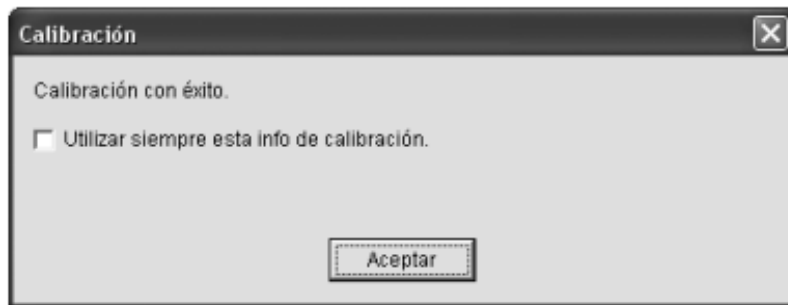 Calibración
Calibración con éxito.
Utilizar siempre esta info de calibración.
Aceptar